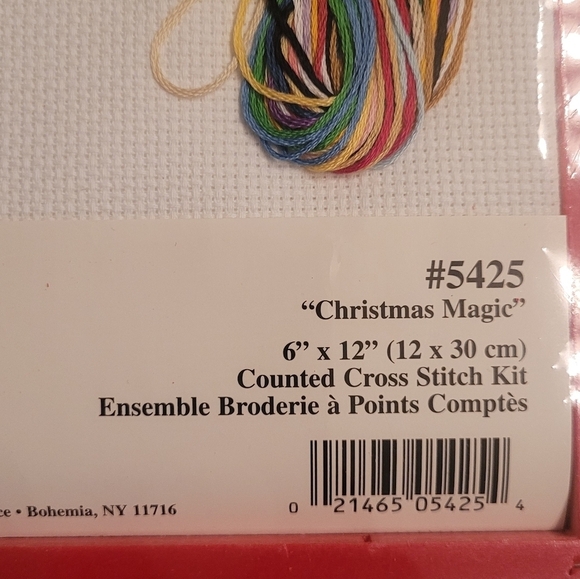 #5425
“Christmas Magic”
6” x 12” (12 x 30 cm)
Counted Cross Stitch Kit
Ensemble Broderie à Points Comptès
• Bohemia, NY 11716
0 21465 05425 4